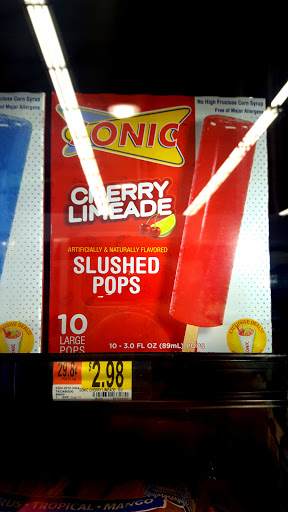 No High Fructose Corn Syrup
Free of Major Allergens
SONIC
CHERRY
LIMEADE
ARTIFICIALLY & NATURALLY FLAVORED
SLUSHED
POPS
10
LARGE
POPS
10 - 3.0 FL OZ (89mL) POPS
29.8¢
$2.98
TROPICAL • MANGO